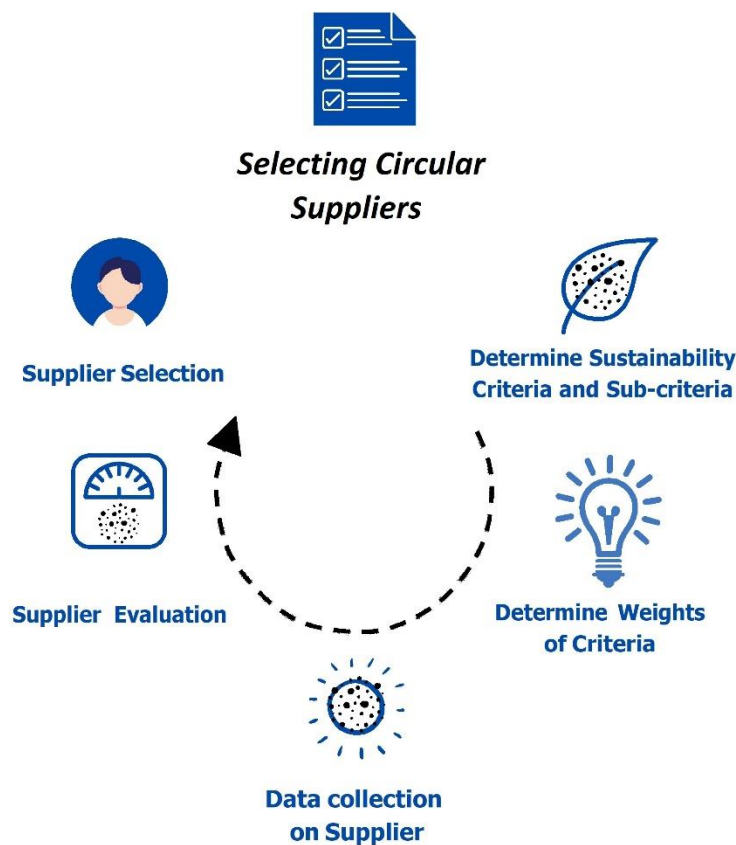 Selecting Circular
Suppliers
Determine Sustainability
Criteria and Sub-criteria
Determine Weights
of Criteria
Data collection
on Supplier
Supplier Evaluation
Supplier Selection